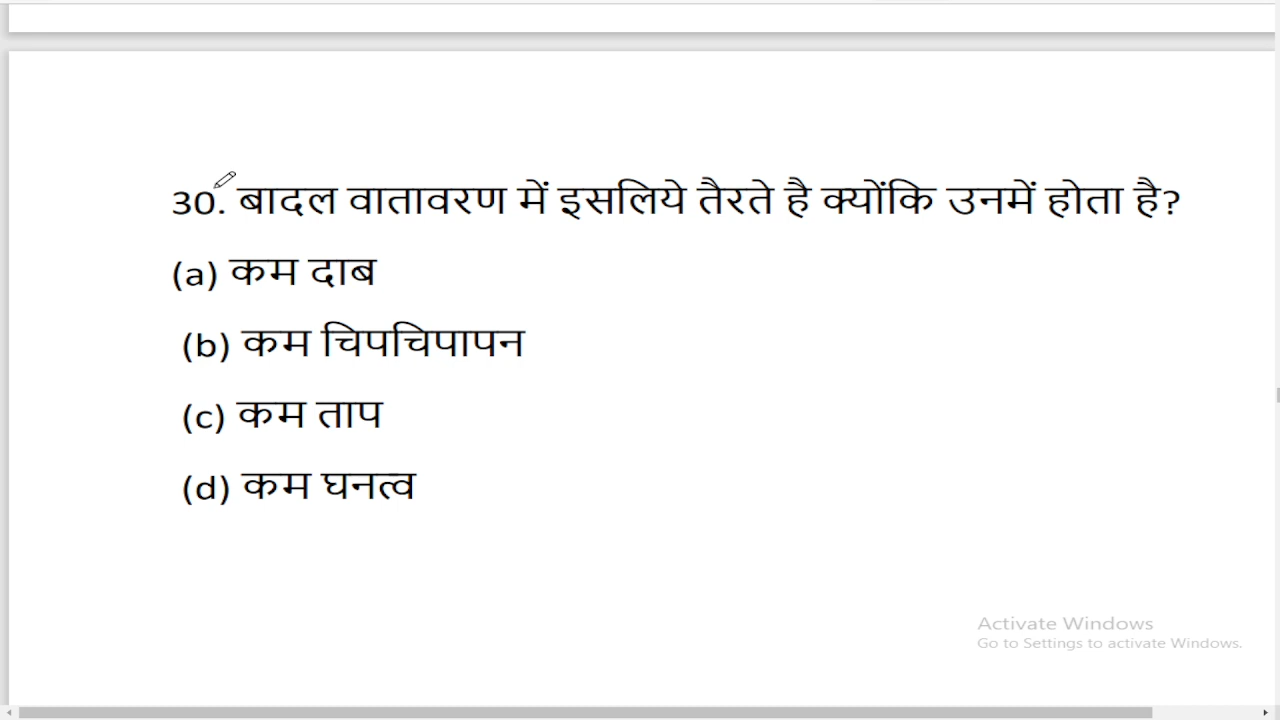 30. बादल वातावरण में इसलिये तैरते है क्योंकि उनमें होता है?
(a) कम दाब
(b) कम चिपचिपापन
(c) कम ताप
(d) कम घनत्व
Activate Windows
Go to Settings to activate Windows.